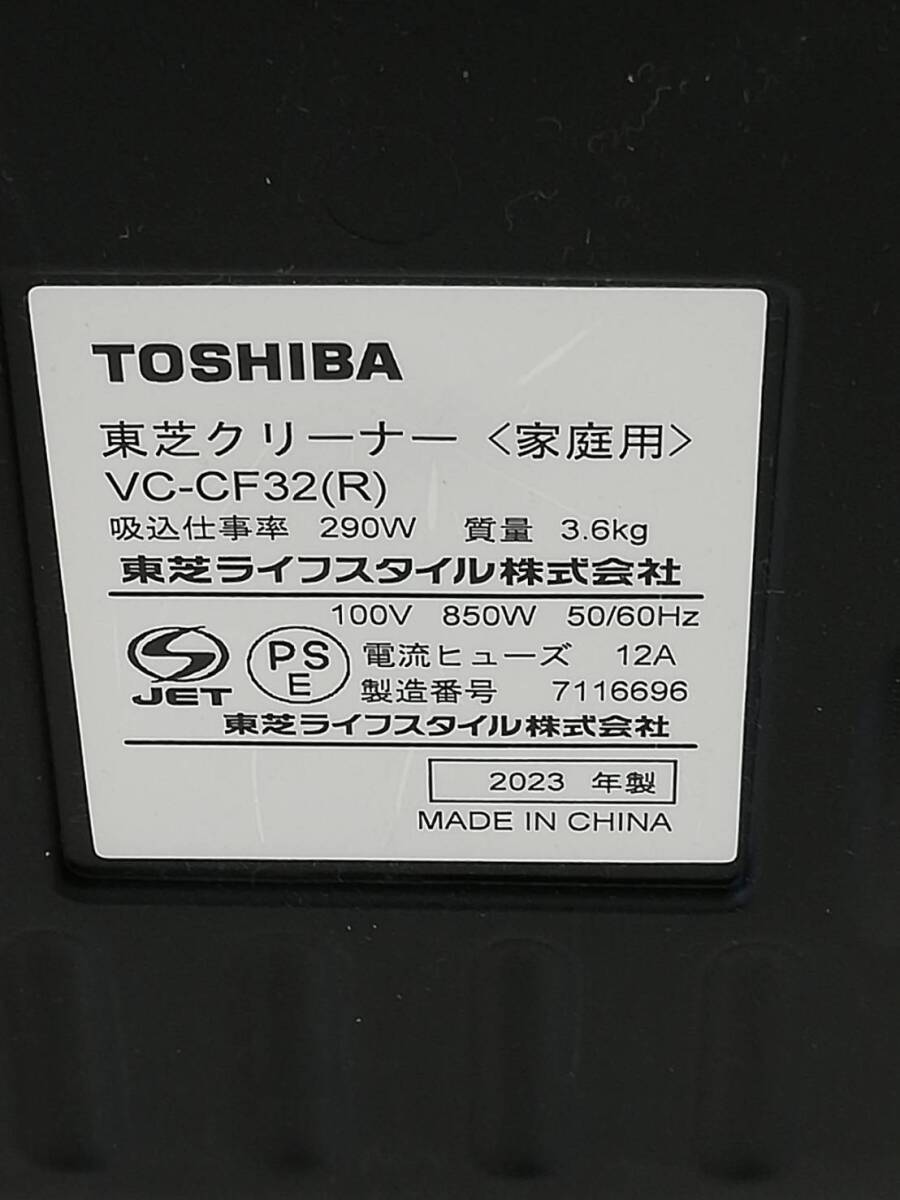 TOSHIBA
東芝クリーナー〈家庭用〉
VC-CF32(R)
吸込仕事率 290W 質量 3.6kg
東芝ライフスタイル株式会社
100V 850W 50/60Hz
JET
PS
E
電流ヒューズ 12A
製造番号 7116696
東芝ライフスタイル株式会社
2023 年製
MADE IN CHINA